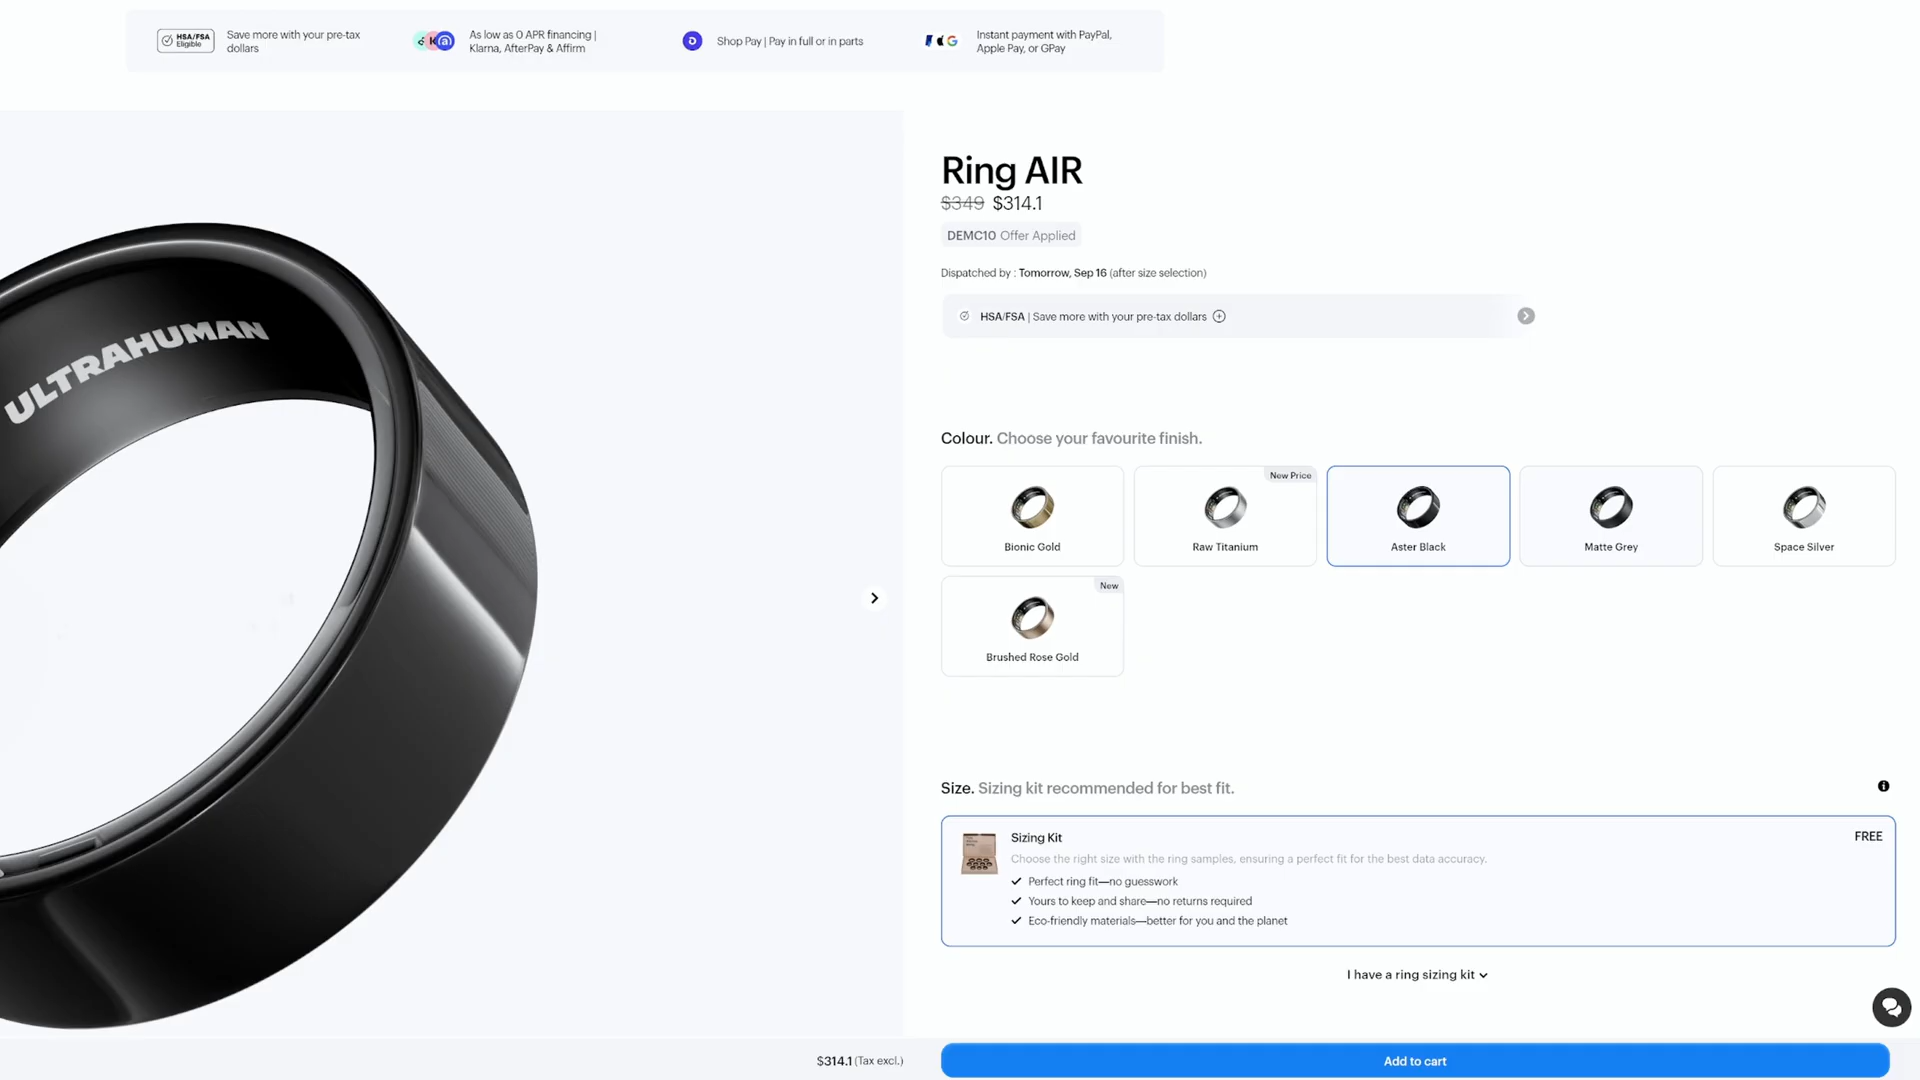 HSA/FSA
Eligible
Save more with your pre-tax
dollars
As low as 0 APR financing |
Klarna, AfterPay & Affirm
Shop Pay | Pay in full or in parts
Instant payment with PayPal,
Apple Pay, or GPay
ULTRAHUMAN
Ring AIR
$349 $314.1
DEMC10 Offer Applied
Dispatched by : Tomorrow, Sep 16 (after size selection)
HSA/FSA | Save more with your pre-tax dollars
Colour. Choose your favourite finish.
Bionic Gold
New Price
Raw Titanium
Aster Black
Matte Grey
Space Silver
New
Brushed Rose Gold
Size. Sizing kit recommended for best fit.
Sizing Kit
FREE
Choose the right size with the ring samples, ensuring a perfect fit for the best data accuracy.
Perfect ring fit—no guesswork
Yours to keep and share—no returns required
Eco-friendly materials—better for you and the planet
I have a ring sizing kit
$314.1 (Tax excl.)
Add to cart